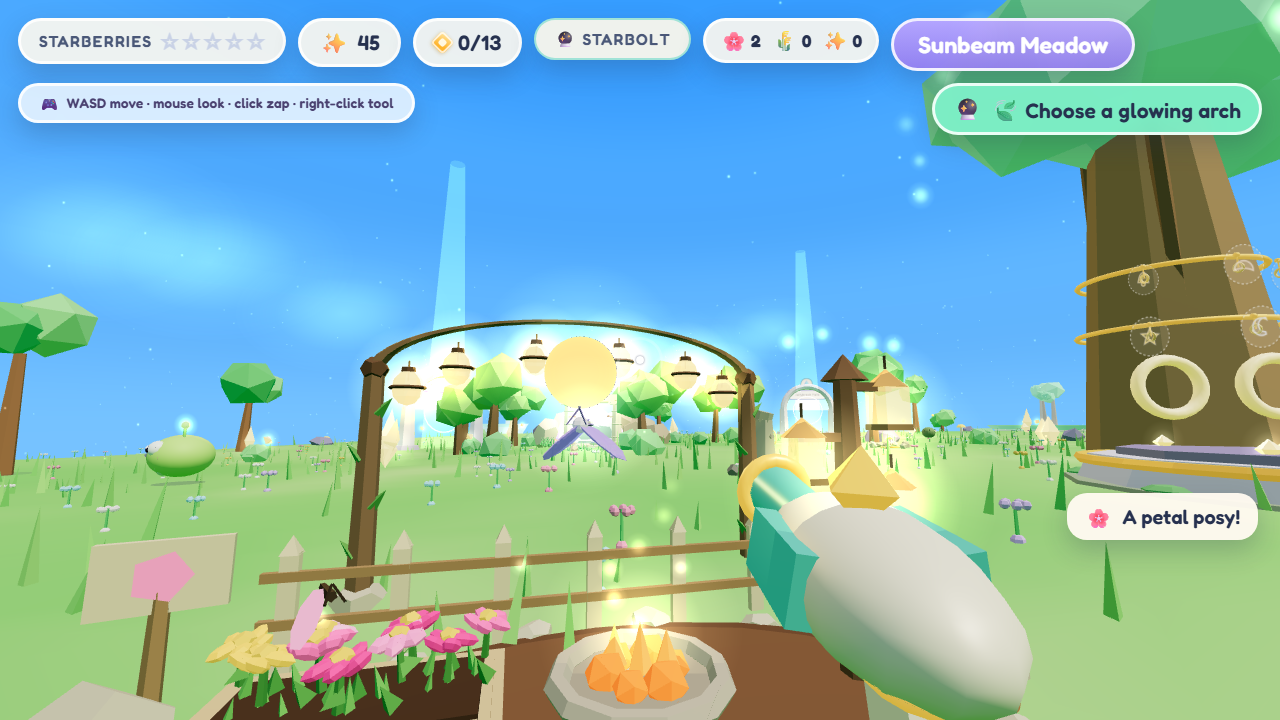 STARBERRIES
45
0/13
STARBOLT
2 0 0
Sunbeam Meadow
WASD move · mouse look · click zap · right-click tool
Choose a glowing arch
A petal posy!